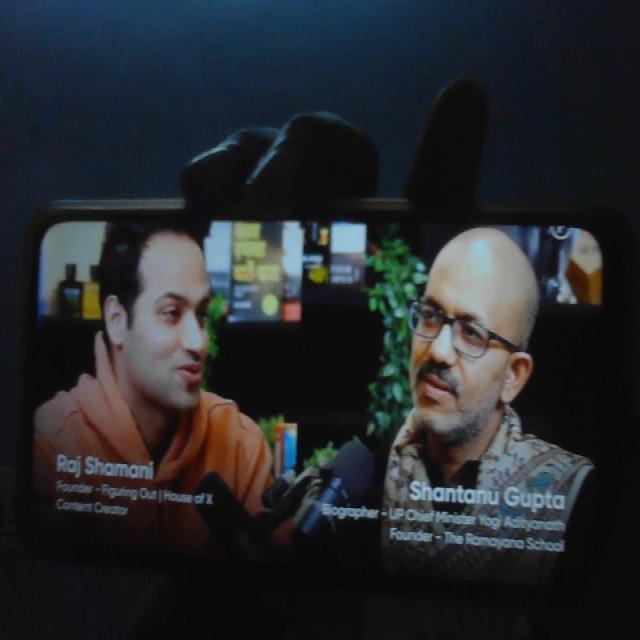 Raj Shamani
Founder - Figuring Out | House of X
Content Creator
Shantanu Gupta
Biographer - UP Chief Minister Yogi Adityanath
Founder - The Ramayana School